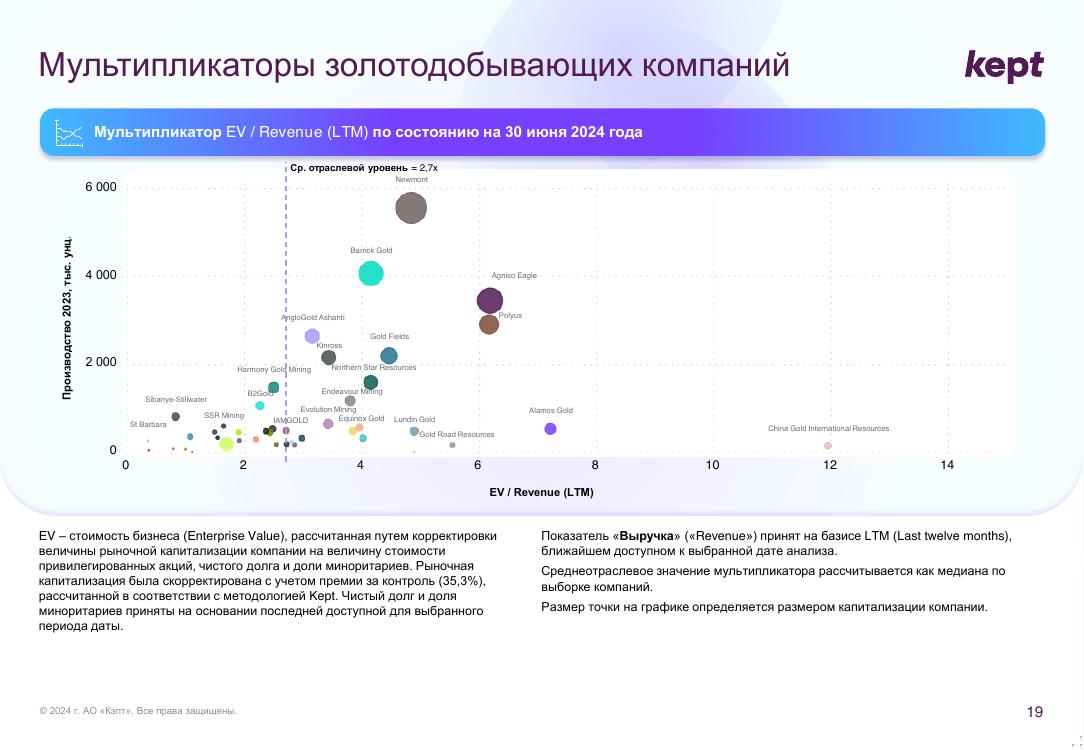 Мультипликаторы золотодобывающих компаний
kept
Мультипликатор EV / Revenue (LTM) по состоянию на 30 июня 2024 года
Ср. отраслевой уровень = 2,7x
Newmont
6 000
Barrick Gold
Agnico Eagle
4 000
Polyus
AngloGold Ashanti
Gold Fields
Kinross
Northern Star Resources
2 000
Harmony Gold Mining
B2Gold
Endeavour Mining
Sibanye-Stillwater
Evolution Mining
Alamos Gold
SSR Mining
IAMGOLD
Equinox Gold
Lundin Gold
St Barbara
China Gold International Resources
Gold Road Resources
0
Производство 2023, тыс. унц.
0 2 4 6 8 10 12 14
EV / Revenue (LTM)
EV – стоимость бизнеса (Enterprise Value), рассчитанная путем корректировки
величины рыночной капитализации компании на величину стоимости
привилегированных акций, чистого долга и доли миноритариев. Рыночная
капитализация была скорректирована с учетом премии за контроль (35,3%),
рассчитанной в соответствии с методологией Kept. Чистый долг и доля
миноритариев приняты на основании последней доступной для выбранного
периода даты.
Показатель «Выручка» («Revenue») принят на базисе LTM (Last twelve months),
ближайшем доступном к выбранной дате анализа.
Среднеотраслевое значение мультипликатора рассчитывается как медиана по
выборке компаний.
Размер точки на графике определяется размером капитализации компании.
© 2024 г. АО «Кэпт». Все права защищены.
19